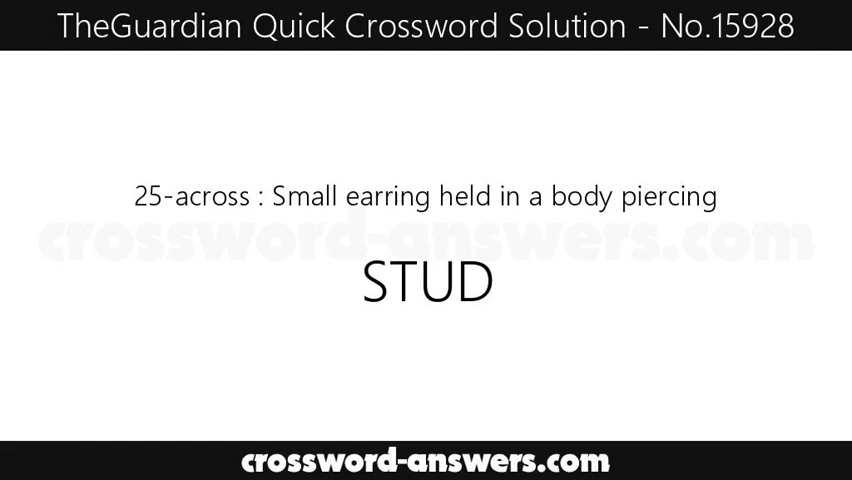 TheGuardian Quick Crossword Solution - No.15928
25-across : Small earring held in a body piercing
crossword-answers.com
STUD
crossword-answers.com